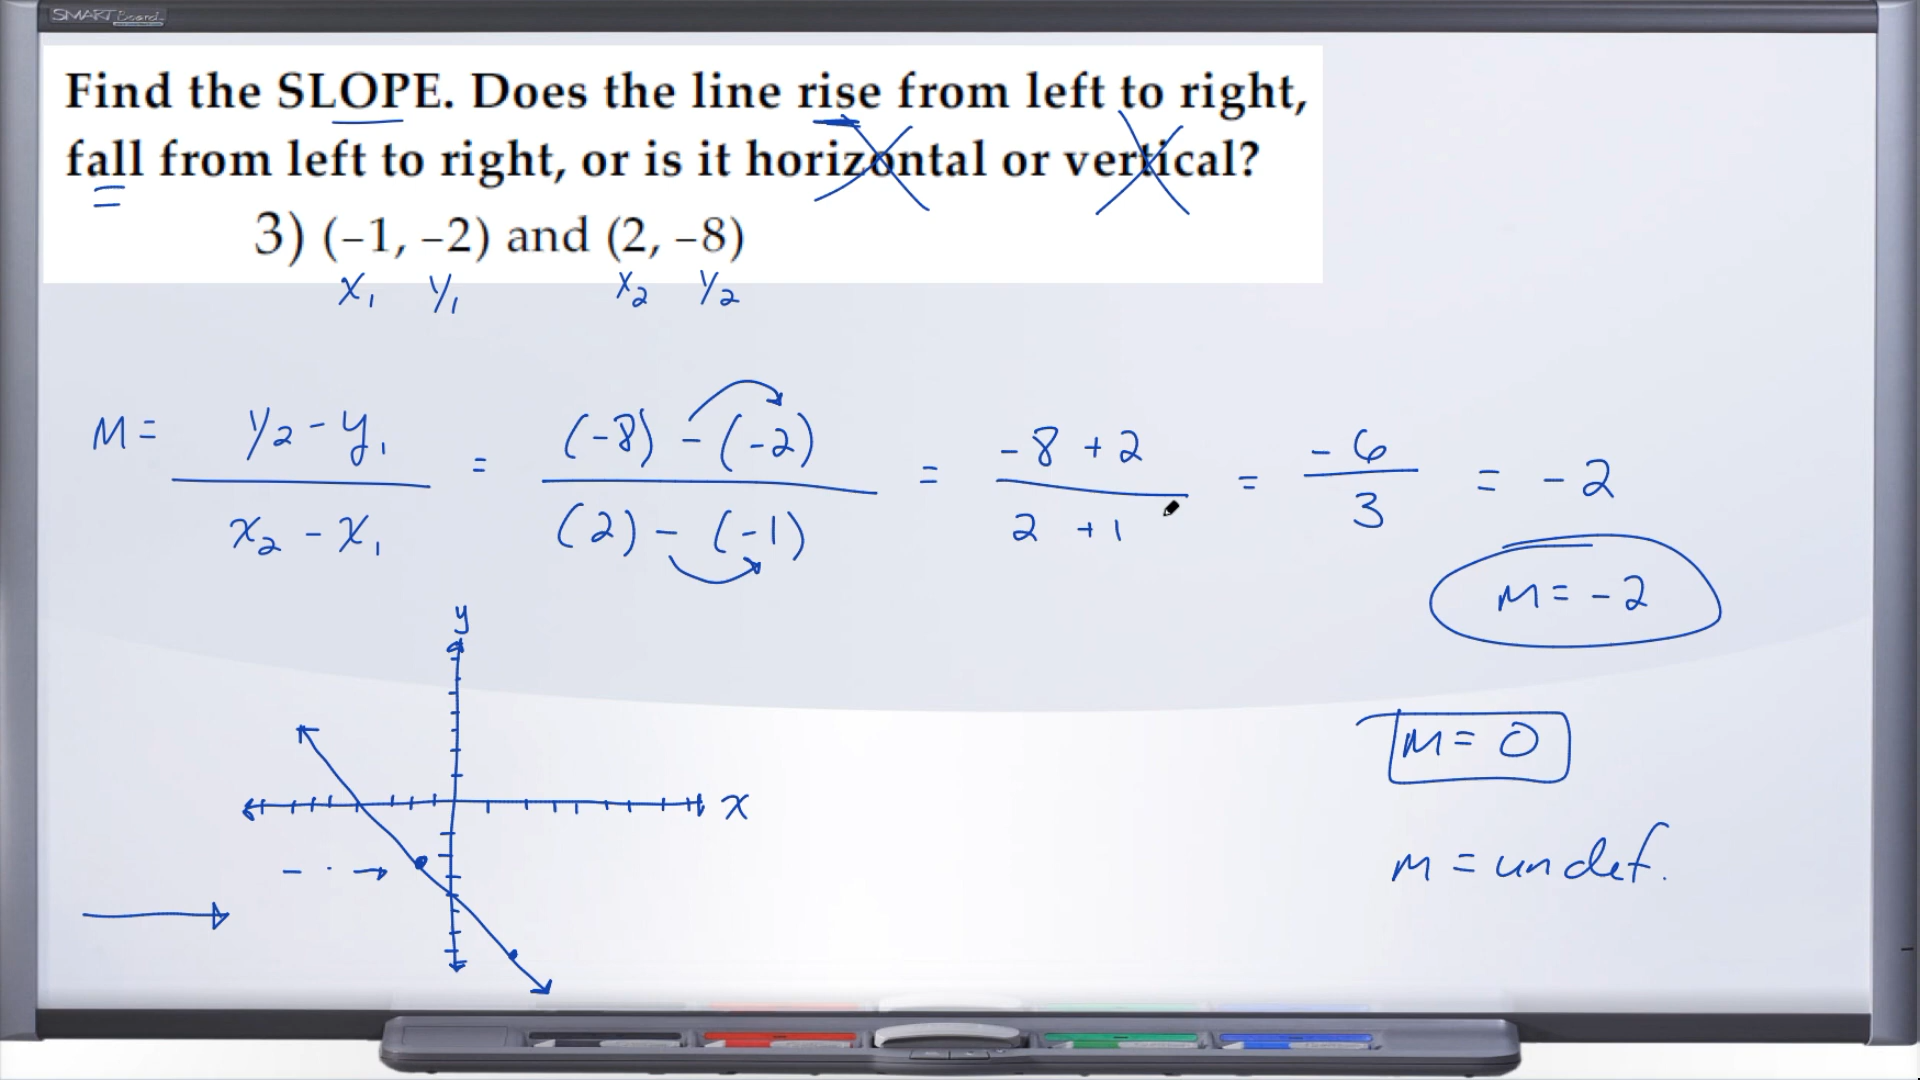 SMART Board
Find the SLOPE. Does the line rise from left to right,
fall from left to right, or is it horizontal or vertical?
3) (−1, −2) and (2, −8)
x₁ y₁ x₂ y₂
M = (y₂ - y₁)/(x₂ - x₁) = ((-8) - (-2))/((2) - (-1)) = (-8 + 2)/(2 + 1) = -6/3 = -2
M = -2
y
M = 0
x
m = undef.